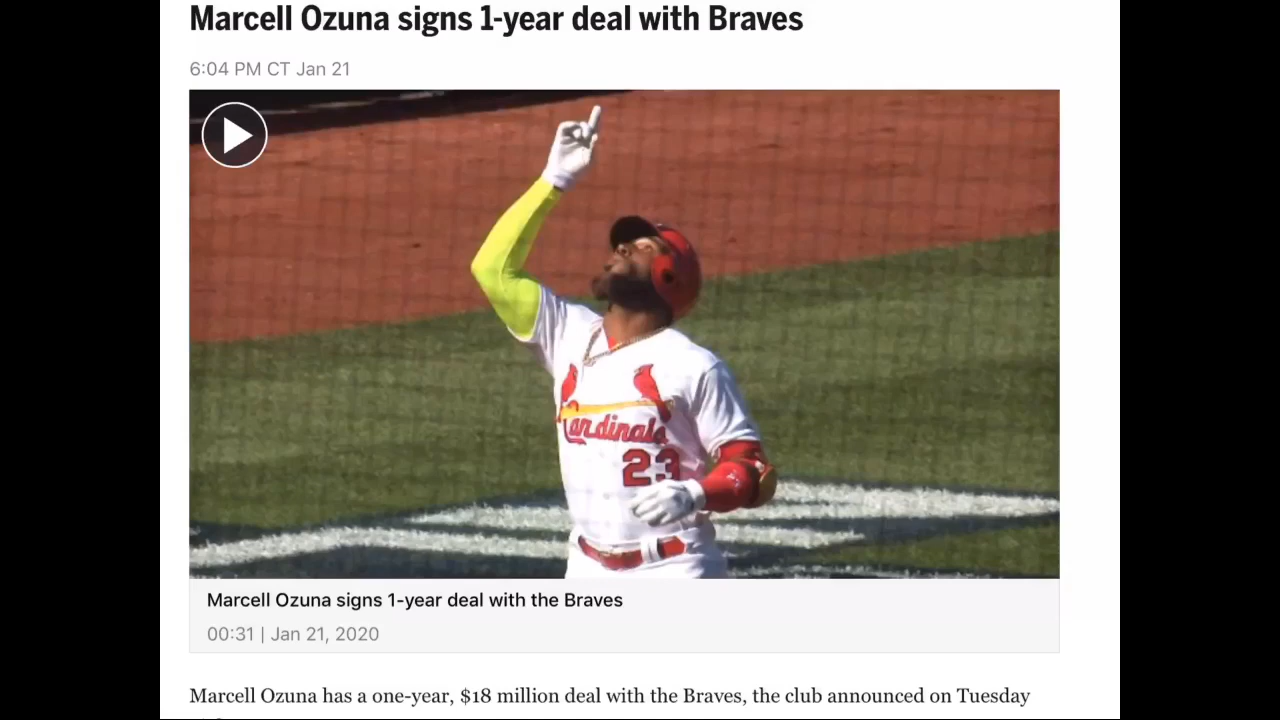 Marcell Ozuna signs 1-year deal with Braves
6:04 PM CT Jan 21
Cardinals
23
Marcell Ozuna signs 1-year deal with the Braves
00:31 | Jan 21, 2020
Marcell Ozuna has a one-year, $18 million deal with the Braves, the club announced on Tuesday